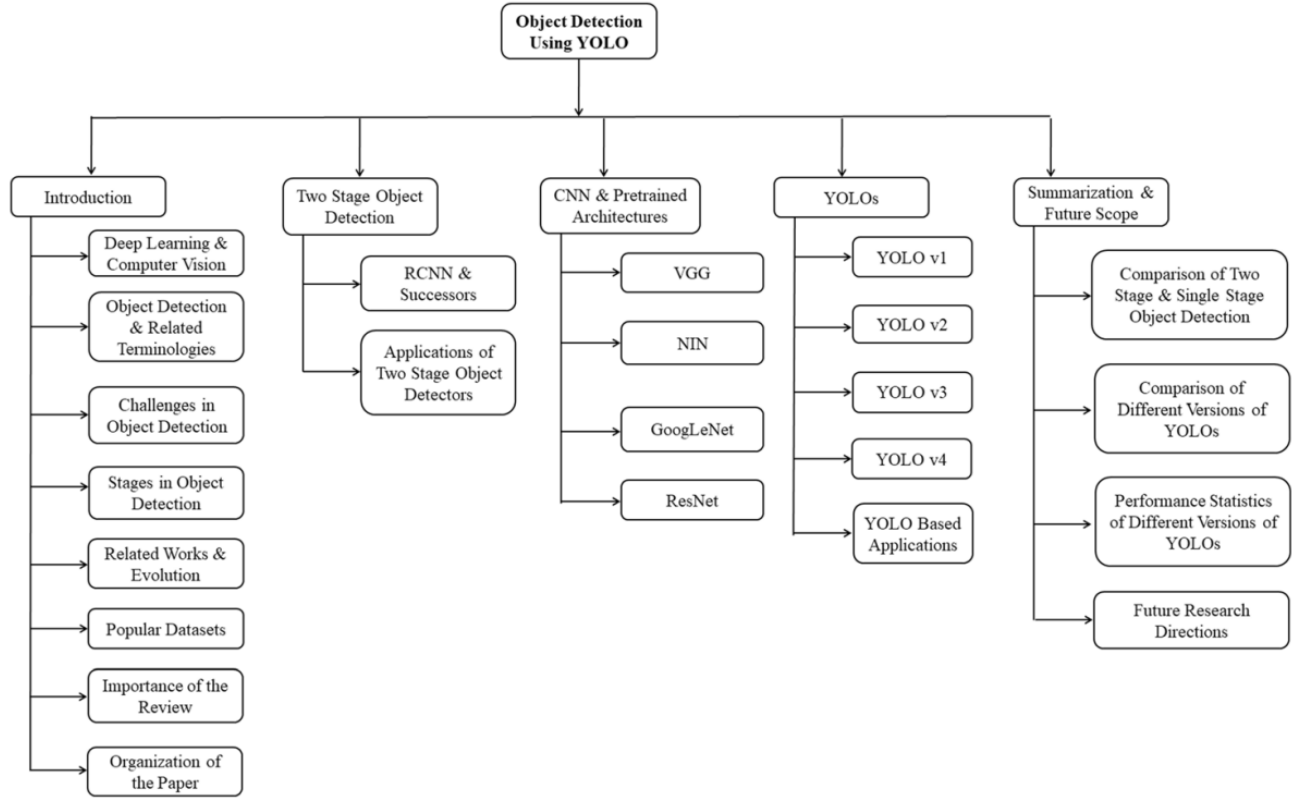 Object Detection
Using YOLO
Introduction
Deep Learning &
Computer Vision
Object Detection
& Related
Terminologies
Challenges in
Object Detection
Stages in Object
Detection
Related Works &
Evolution
Popular Datasets
Importance of the
Review
Organization of
the Paper
Two Stage Object
Detection
RCNN &
Successors
Applications of
Two Stage Object
Detectors
CNN & Pretrained
Architectures
VGG
NIN
GoogLeNet
ResNet
YOLOs
YOLO v1
YOLO v2
YOLO v3
YOLO v4
YOLO Based
Applications
Summarization &
Future Scope
Comparison of Two
Stage & Single Stage
Object Detection
Comparison of
Different Versions of
YOLOs
Performance Statistics
of Different Versions of
YOLOs
Future Research
Directions